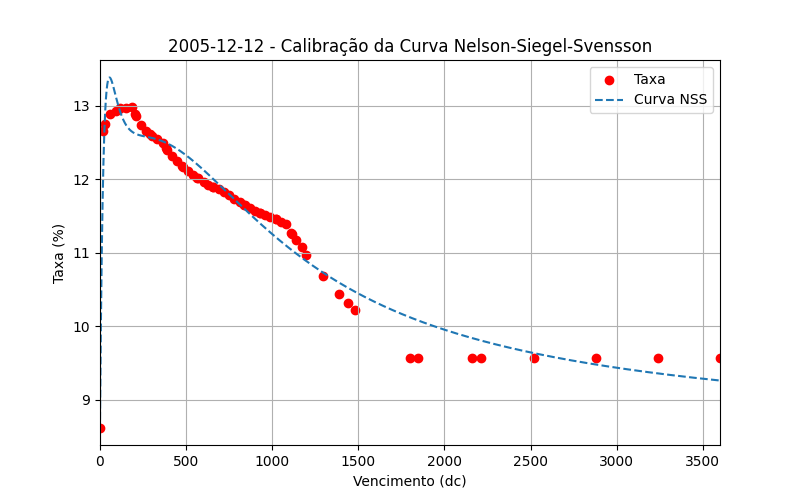 2005-12-12 - Calibração da Curva Nelson-Siegel-Svensson
Taxa
Curva NSS
Taxa (%)
13
12
11
10
9
0 500 1000 1500 2000 2500 3000 3500
Vencimento (dc)